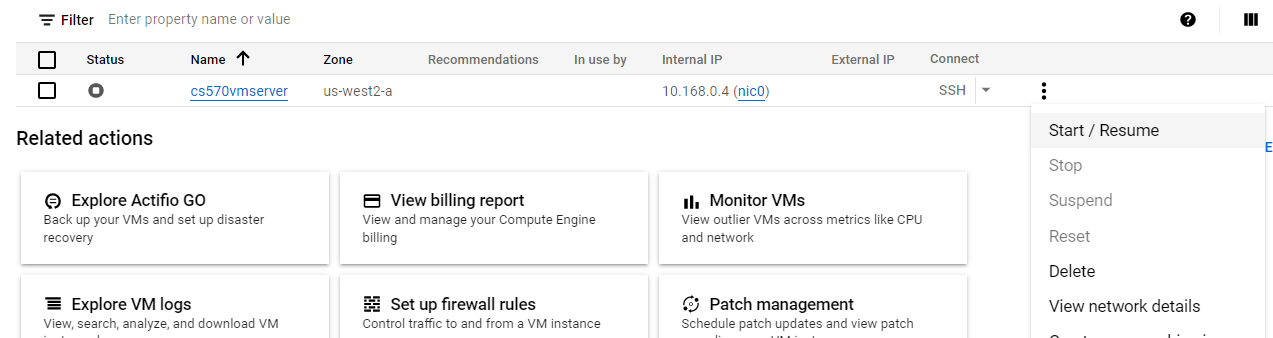 Filter Enter property name or value
Status Name Zone Recommendations In use by Internal IP External IP Connect
cs570vmserver us-west2-a 10.168.0.4 (nic0) SSH
Start / Resume
Stop
Suspend
Reset
Delete
View network details
Related actions
Explore Actifio GO
Back up your VMs and set up disaster
recovery
View billing report
View and manage your Compute Engine
billing
Monitor VMs
View outlier VMs across metrics like CPU
and network
Explore VM logs
View, search, analyze, and download VM
Set up firewall rules
Control traffic to and from a VM instance
Patch management
Schedule patch updates and view patch